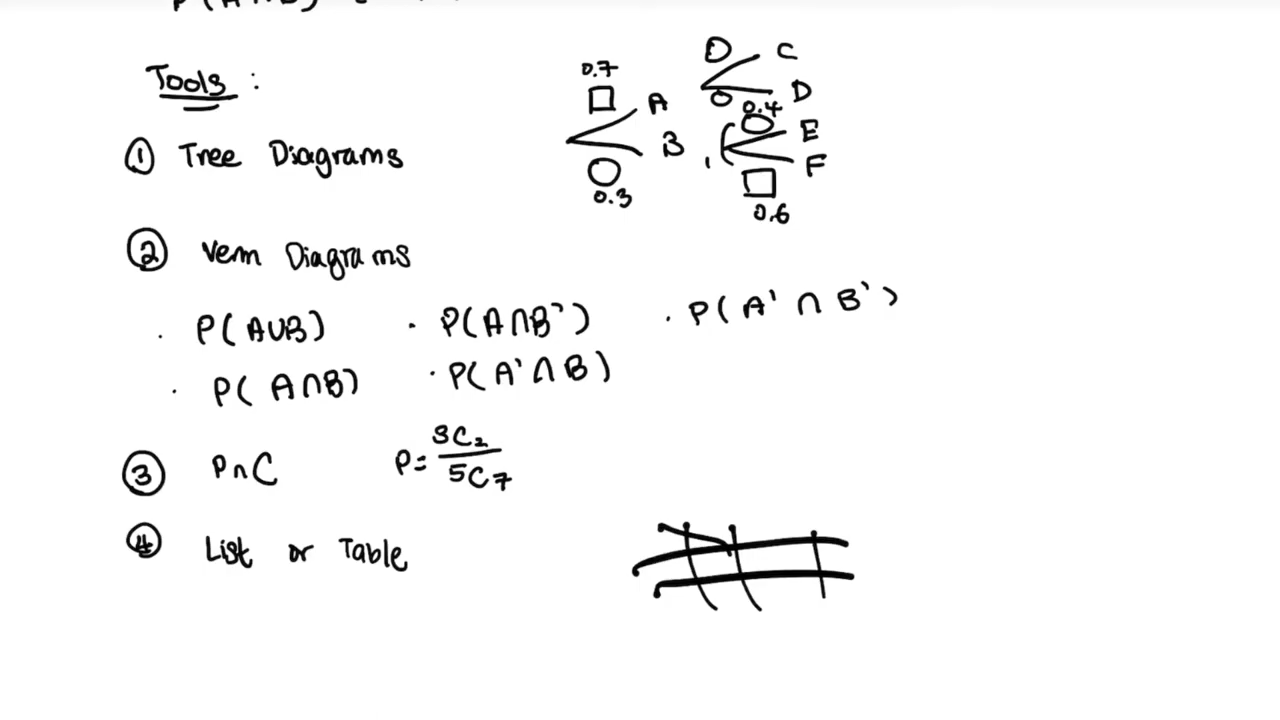 Tools :
0.7
A
B
0.3
C
D
0.4
E
F
0.6
① Tree Diagrams
② Venn Diagrams
. P(A∪B) . P(A∩B') . P(A' ∩ B')
. P( A∩B) . P(A' ∩ B)
③ PnC P= 3C2 / 5C7
④ List or Table